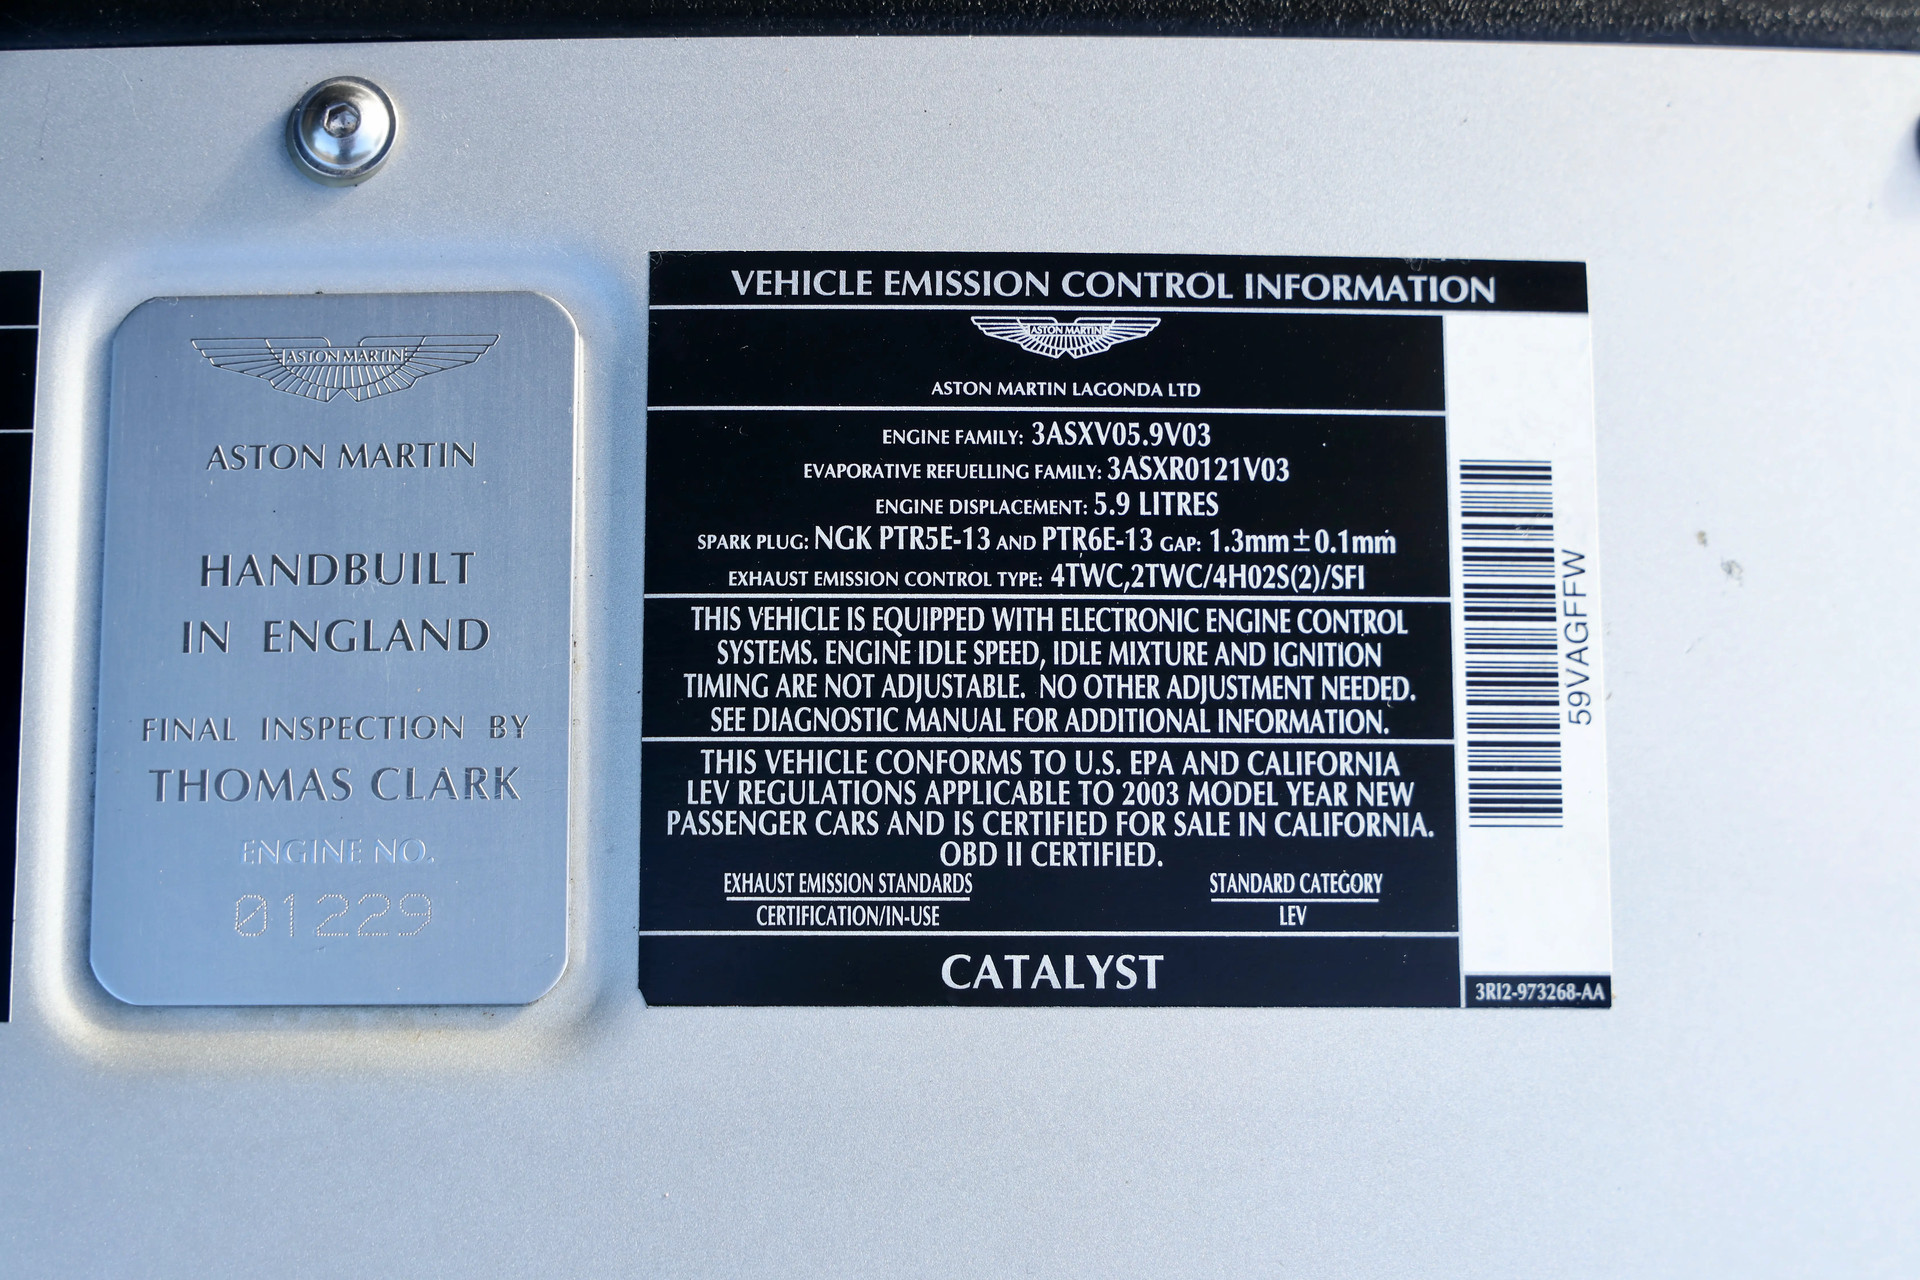 ASTON MARTIN
ASTON MARTIN
HANDBUILT
IN ENGLAND
FINAL INSPECTION BY
THOMAS CLARK
ENGINE NO.
01229
VEHICLE EMISSION CONTROL INFORMATION
ASTON MARTIN
ASTON MARTIN LAGONDA LTD
ENGINE FAMILY: 3ASXV05.9V03
EVAPORATIVE REFUELLING FAMILY: 3ASXR0121V03
ENGINE DISPLACEMENT: 5.9 LITRES
SPARK PLUG: NGK PTR5E-13 AND PTR6E-13 GAP: 1.3mm±0.1mm
EXHAUST EMISSION CONTROL TYPE: 4TWC,2TWC/4H02S(2)/SFI
THIS VEHICLE IS EQUIPPED WITH ELECTRONIC ENGINE CONTROL
SYSTEMS. ENGINE IDLE SPEED, IDLE MIXTURE AND IGNITION
TIMING ARE NOT ADJUSTABLE. NO OTHER ADJUSTMENT NEEDED.
SEE DIAGNOSTIC MANUAL FOR ADDITIONAL INFORMATION.
THIS VEHICLE CONFORMS TO U.S. EPA AND CALIFORNIA
LEV REGULATIONS APPLICABLE TO 2003 MODEL YEAR NEW
PASSENGER CARS AND IS CERTIFIED FOR SALE IN CALIFORNIA.
OBD II CERTIFIED.
EXHAUST EMISSION STANDARDS STANDARD CATEGORY
CERTIFICATION/IN-USE LEV
CATALYST
59VAGFFW
3RI2-973268-AA